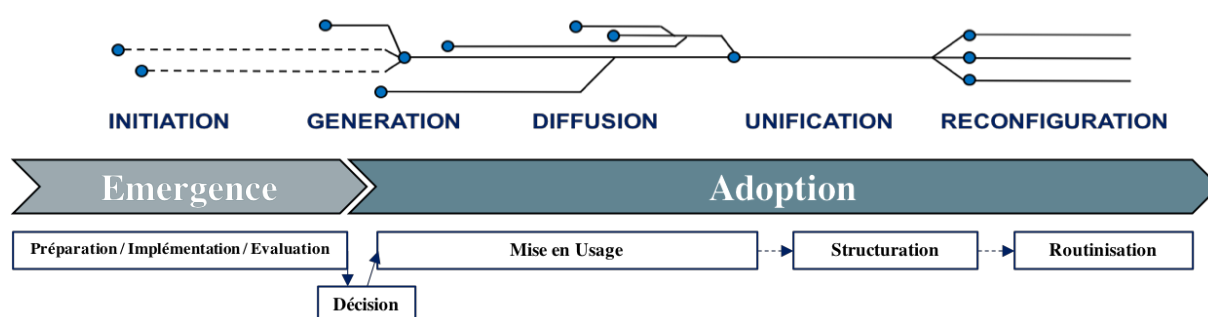 INITIATION GENERATION DIFFUSION UNIFICATION RECONFIGURATION
Emergence Adoption
Préparation / Implémentation / Evaluation Mise en Usage Structuration Routinisation
Décision